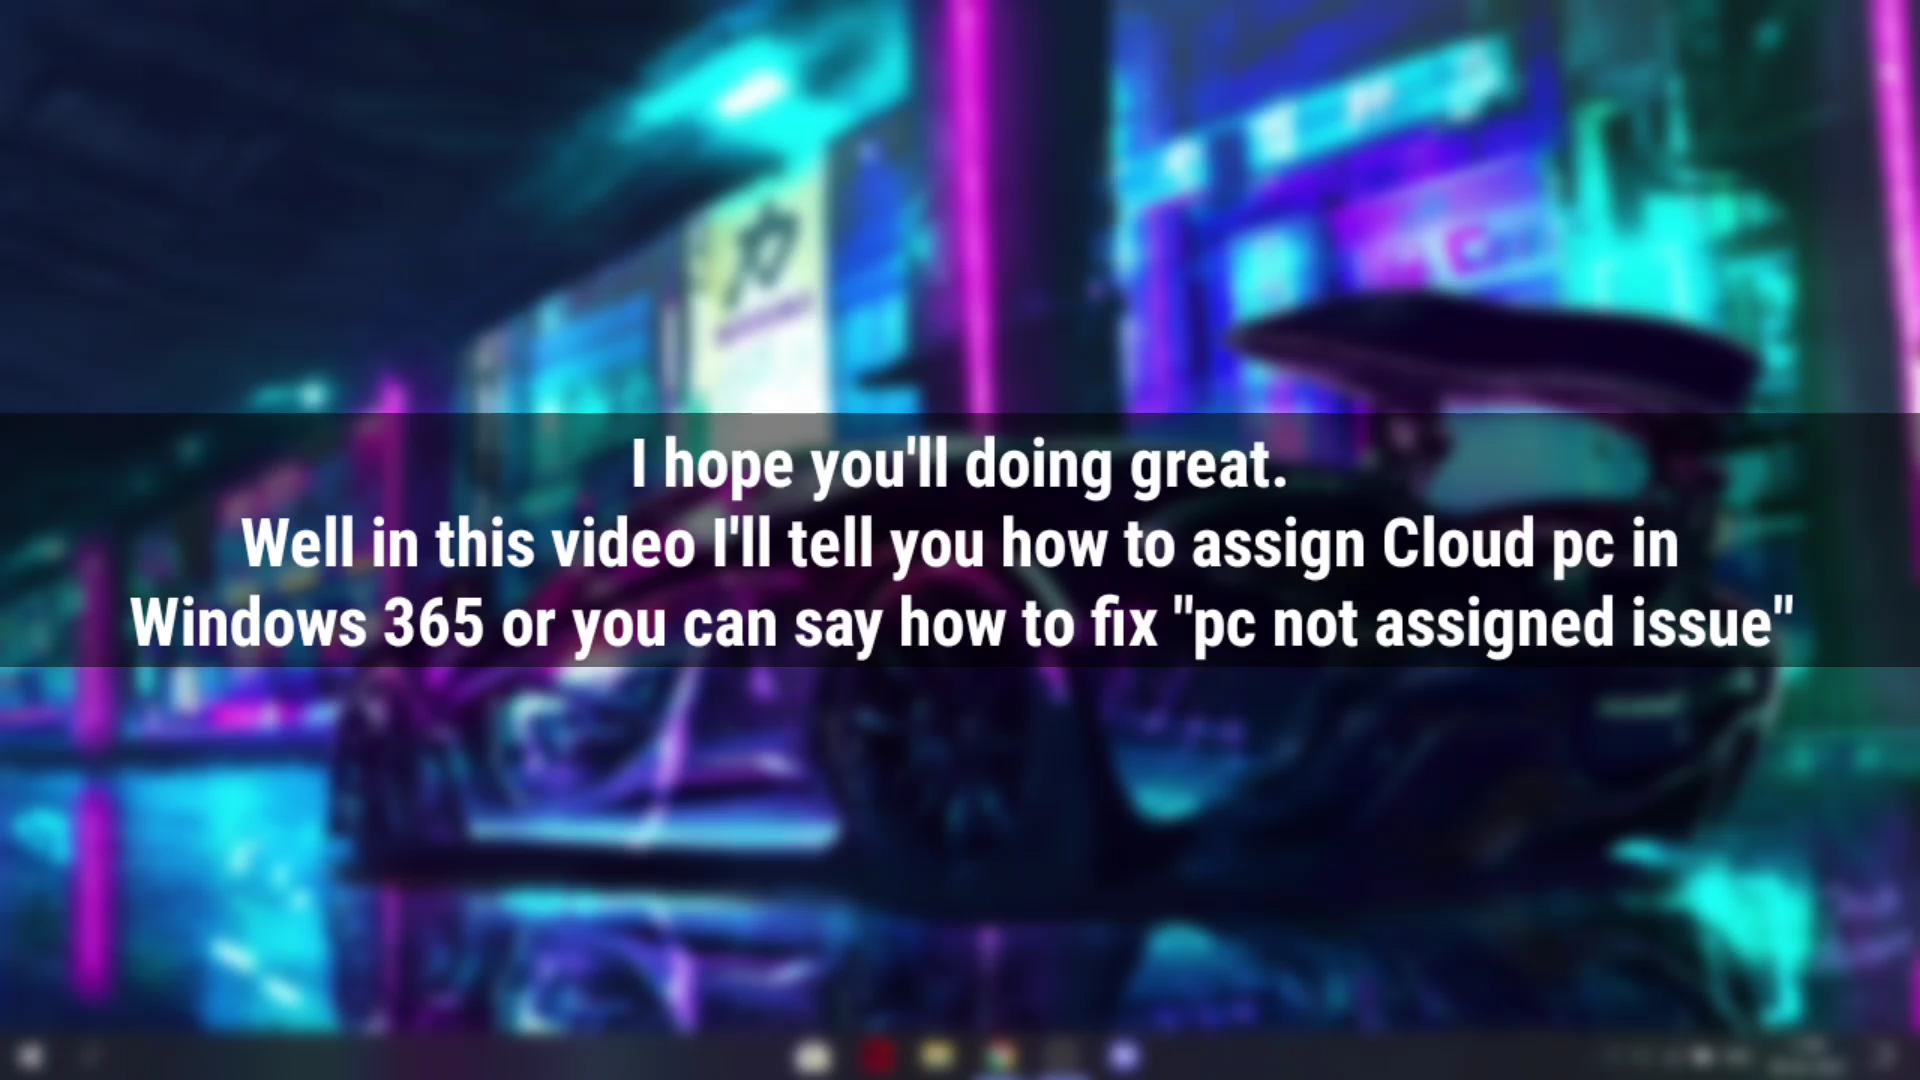 I hope you'll doing great.
Well in this video I'll tell you how to assign Cloud pc in
Windows 365 or you can say how to fix "pc not assigned issue"